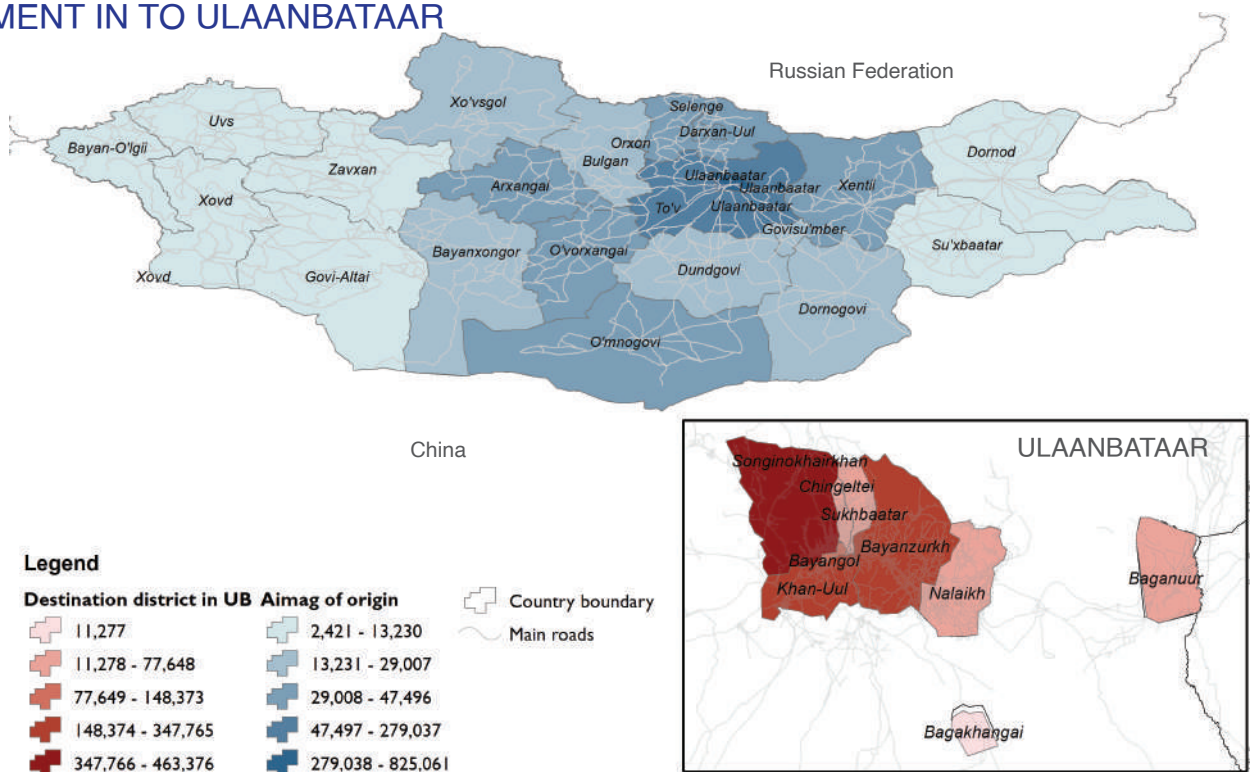 MENT IN TO ULAANBATAAR
Russian Federation
Xo'vsgol
Selenge
Uvs
Darxan-Uul
Orxon
Bayan-O'lgii
Dornod
Bulgan
Zavxan
Ulaanbaatar
Arxangai
Ulaanbaatar
Xentii
Xovd
To'v
Ulaanbaatar
Govisu'mber
Su'xbaatar
O'vorxangai
Bayanxongor
Dundgovi
Xovd
Govi-Altai
Dornogovi
O'mnogovi
China
ULAANBATAAR
Songinokhairkhan
Chingeltei
Sukhbaatar
Bayanzurkh
Bayangol
Khan-Uul
Nalaikh
Baganuur
Bagakhangai
Legend
Destination district in UB
11,277
11,278 - 77,648
77,649 - 148,373
148,374 - 347,765
347,766 - 463,376
Aimag of origin
2,421 - 13,230
13,231 - 29,007
29,008 - 47,496
47,497 - 279,037
279,038 - 825,061
Country boundary
Main roads